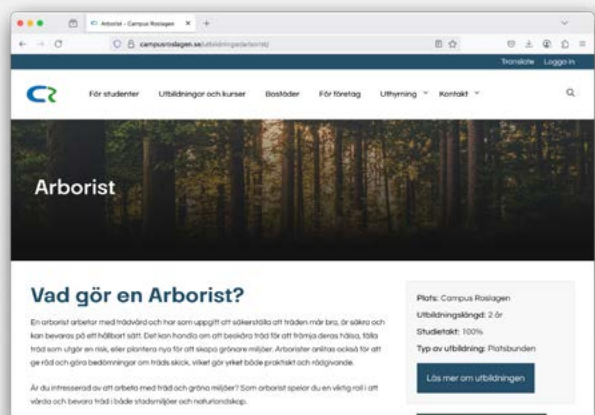 Arborist - Campus Roslagen
campusroslagen.se/utbildningar/arborist/
Translate Logga in
CR
För studenter Utbildningar och kurser Bostäder För företag Uthyrning Kontakt
Arborist
Vad gör en Arborist?
En arborist arbetar med trädvård och har som uppgift att säkerställa att träden mår bra, är säkra och
kan bevaras på ett hållbart sätt. Det kan handla om att beskära träd för att främja deras hälsa, fälla
träd som utgör en risk, eller plantera nya för att skapa grönare miljöer. Arborister anlitas också för att
ge råd och göra bedömningar om träds skick, vilket gör yrket både praktiskt och rådgivande.
Är du intresserad av att arbeta med träd och gröna miljöer? Som arborist spelar du en viktig roll i att
vårda och bevara träd i både stadsmiljöer och naturlandskap.
Plats: Campus Roslagen
Utbildningslängd: 2 år
Studietakt: 100%
Typ av utbildning: Platsbunden
Läs mer om utbildningen